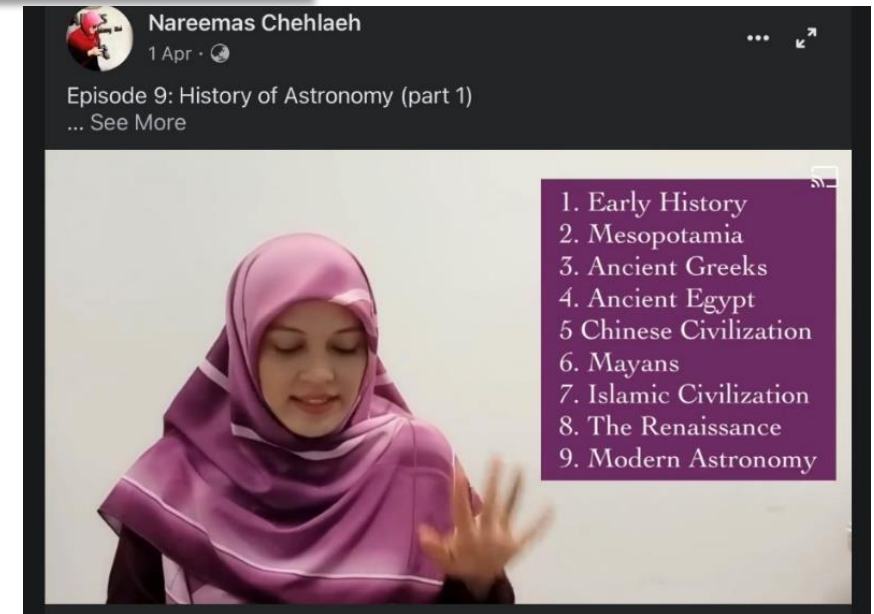 Nareemas Chehlaeh
1 Apr ·
Episode 9: History of Astronomy (part 1)
... See More
1. Early History
2. Mesopotamia
3. Ancient Greeks
4. Ancient Egypt
5 Chinese Civilization
6. Mayans
7. Islamic Civilization
8. The Renaissance
9. Modern Astronomy